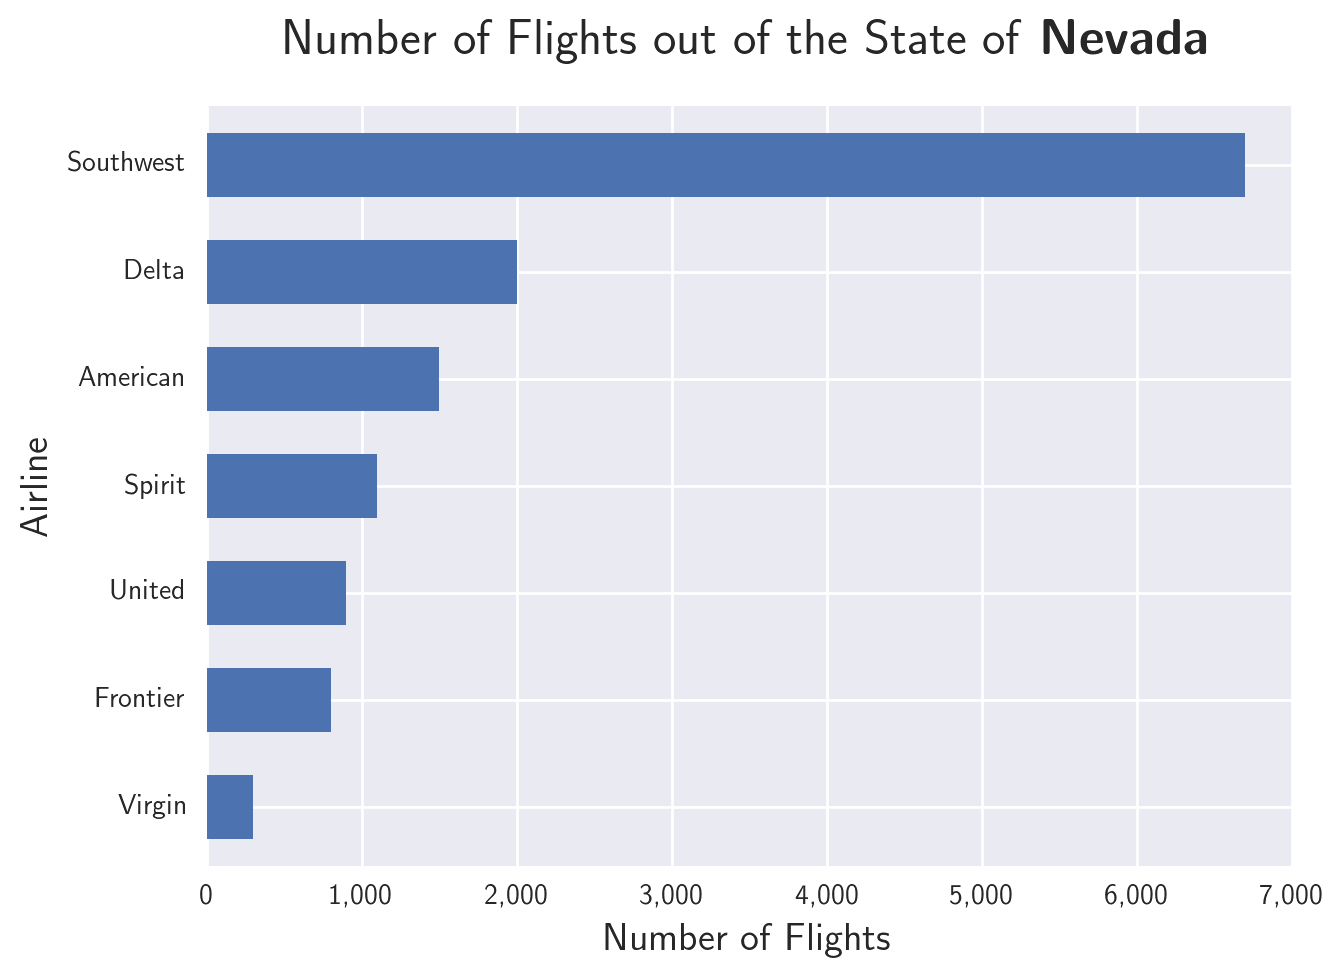 Number of Flights out of the State of Nevada
Southwest
Delta
American
Spirit
United
Frontier
Virgin
Airline
0 1,000 2,000 3,000 4,000 5,000 6,000 7,000
Number of Flights